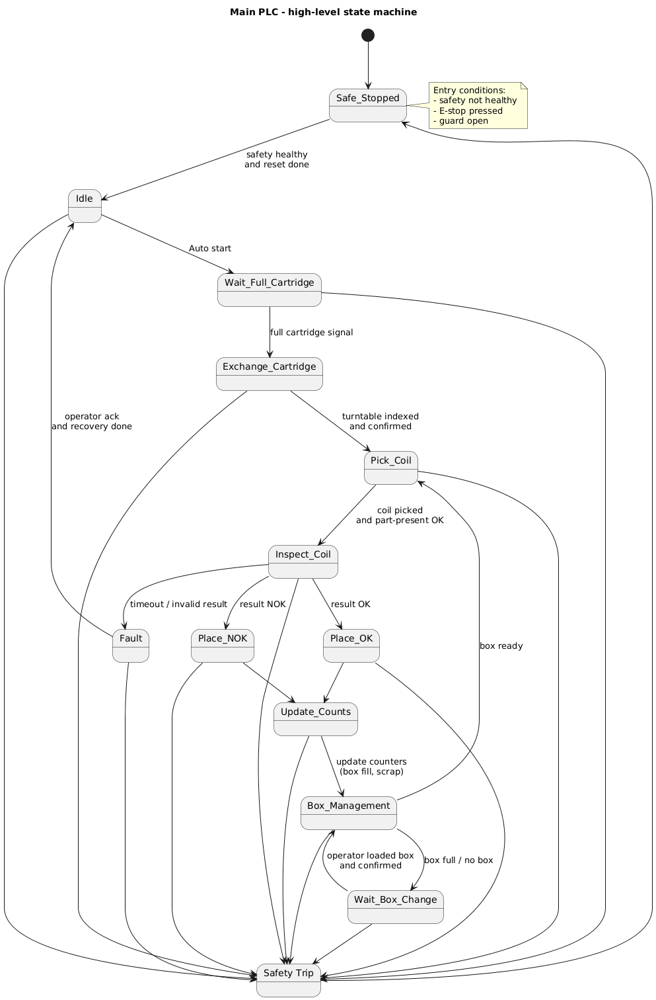 Main PLC - high-level state machine
Safe_Stopped
Entry conditions:
- safety not healthy
- E-stop pressed
- guard open
safety healthy
and reset done
Idle
Auto start
Wait_Full_Cartridge
full cartridge signal
Exchange_Cartridge
operator ack
and recovery done
turntable indexed
and confirmed
Pick_Coil
coil picked
and part-present OK
Inspect_Coil
timeout / invalid result
result NOK
result OK
Fault
Place_NOK
Place_OK
box ready
Update_Counts
update counters
(box fill, scrap)
Box_Management
operator loaded box
and confirmed
box full / no box
Wait_Box_Change
Safety Trip